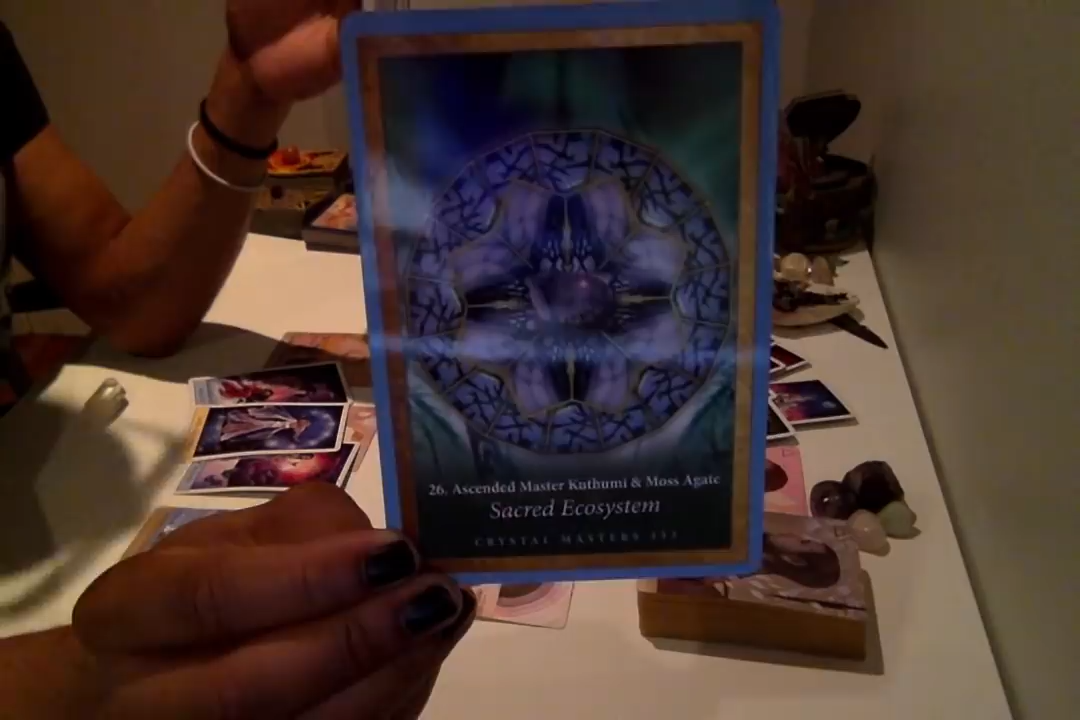 26. Ascended Master Kuthumi & Moss Agate
Sacred Ecosystem
CRYSTAL MASTERS 333